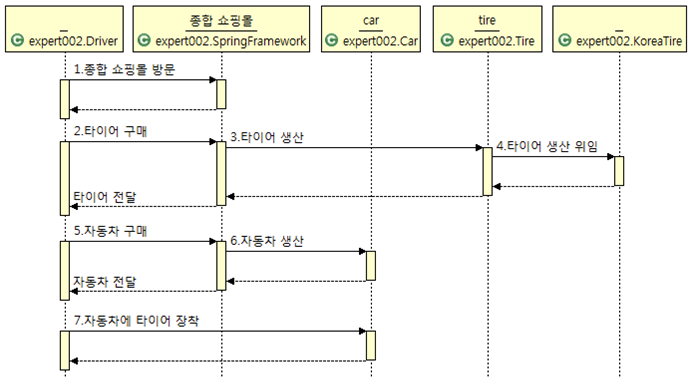 종합 쇼핑몰
car
tire
C expert002.Driver
C expert002.SpringFramework
C expert002.Car
C expert002.Tire
C expert002.KoreaTire
1.종합 쇼핑몰 방문
2.타이어 구매
3.타이어 생산
4.타이어 생산 위임
타이어 전달
5.자동차 구매
6.자동차 생산
자동차 전달
7.자동차에 타이어 장착